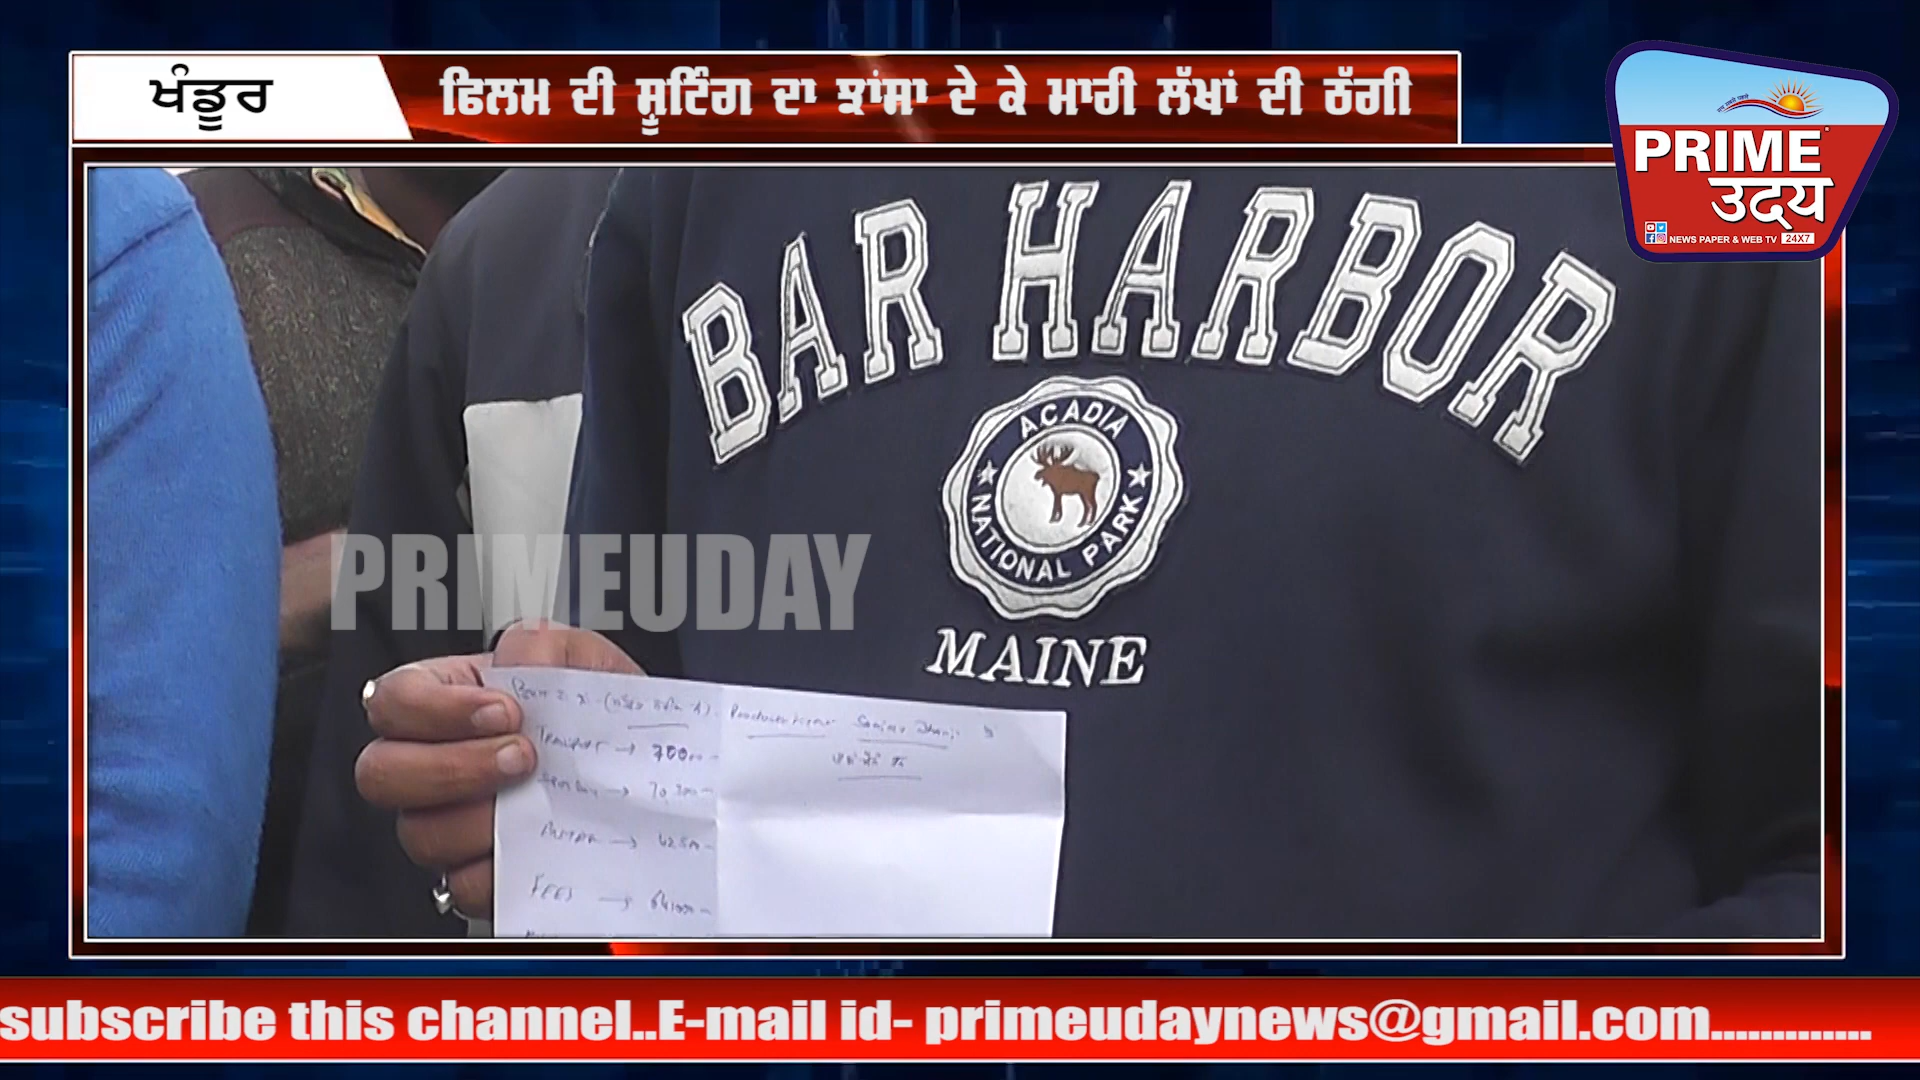 ਖੰਡੂਰ
ਫਿਲਮ ਦੀ ਸ਼ੂਟਿੰਗ ਦਾ ਝਾਂਸਾ ਦੇ ਕੇ ਮਾਰੀ ਲੱਖਾਂ ਦੀ ਠੱਗੀ
PRIME
उदय
NEWS PAPER & WEB TV 24X7
BAR HARBOR
ACADIA
NATIONAL PARK
MAINE
PRIMEUDAY
TRANSPORT → 700
FEES →
subscribe this channel..E-mail id- primeudaynews@gmail.com.............